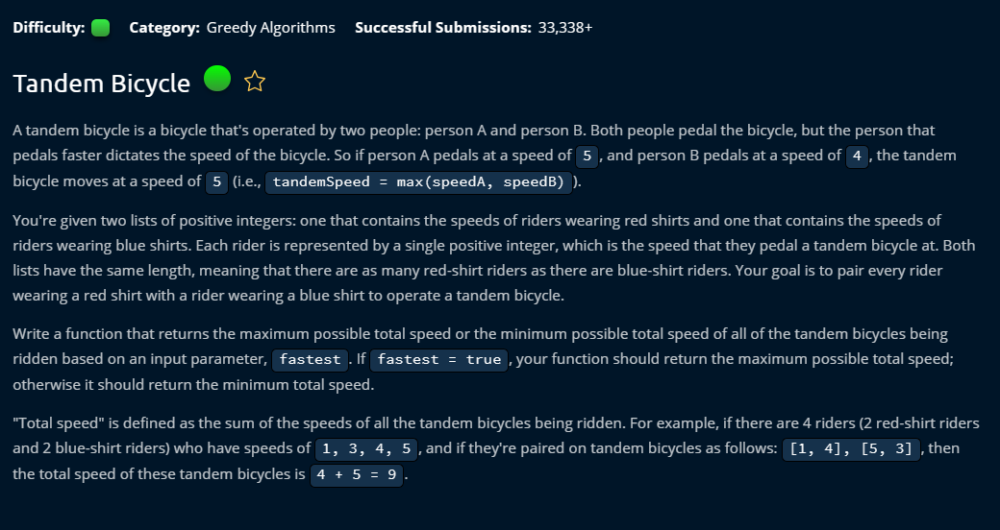 Difficulty: Category: Greedy Algorithms Successful Submissions: 33,338+
Tandem Bicycle
A tandem bicycle is a bicycle that's operated by two people: person A and person B. Both people pedal the bicycle, but the person that
pedals faster dictates the speed of the bicycle. So if person A pedals at a speed of 5, and person B pedals at a speed of 4, the tandem
bicycle moves at a speed of 5 (i.e., tandemSpeed = max(speedA, speedB)).
You're given two lists of positive integers: one that contains the speeds of riders wearing red shirts and one that contains the speeds of
riders wearing blue shirts. Each rider is represented by a single positive integer, which is the speed that they pedal a tandem bicycle at. Both
lists have the same length, meaning that there are as many red-shirt riders as there are blue-shirt riders. Your goal is to pair every rider
wearing a red shirt with a rider wearing a blue shirt to operate a tandem bicycle.
Write a function that returns the maximum possible total speed or the minimum possible total speed of all of the tandem bicycles being
ridden based on an input parameter, fastest. If fastest = true, your function should return the maximum possible total speed;
otherwise it should return the minimum total speed.
"Total speed" is defined as the sum of the speeds of all the tandem bicycles being ridden. For example, if there are 4 riders (2 red-shirt riders
and 2 blue-shirt riders) who have speeds of 1, 3, 4, 5, and if they're paired on tandem bicycles as follows: [1, 4], [5, 3], then
the total speed of these tandem bicycles is 4 + 5 = 9.